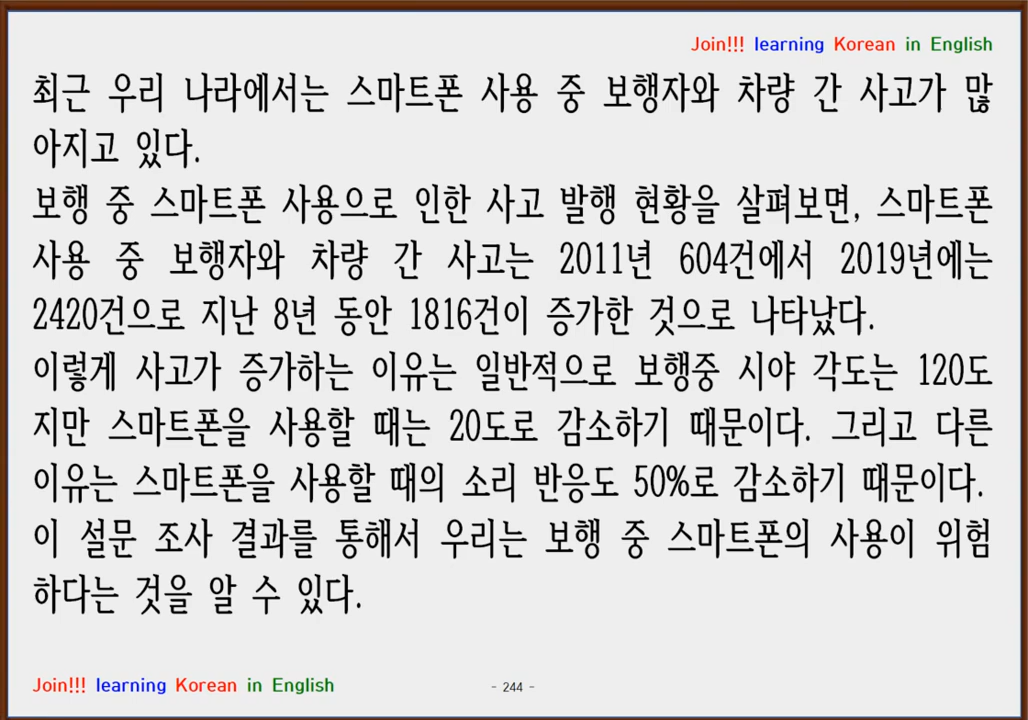 Join!!! learning Korean in English
최근 우리 나라에서는 스마트폰 사용 중 보행자와 차량 간 사고가 많
아지고 있다.
보행 중 스마트폰 사용으로 인한 사고 발행 현황을 살펴보면, 스마트폰
사용 중 보행자와 차량 간 사고는 2011년 604건에서 2019년에는
2420건으로 지난 8년 동안 1816건이 증가한 것으로 나타났다.
이렇게 사고가 증가하는 이유는 일반적으로 보행중 시야 각도는 120도
지만 스마트폰을 사용할 때는 20도로 감소하기 때문이다. 그리고 다른
이유는 스마트폰을 사용할 때의 소리 반응도 50%로 감소하기 때문이다.
이 설문 조사 결과를 통해서 우리는 보행 중 스마트폰의 사용이 위험
하다는 것을 알 수 있다.
Join!!! learning Korean in English
- 244 -